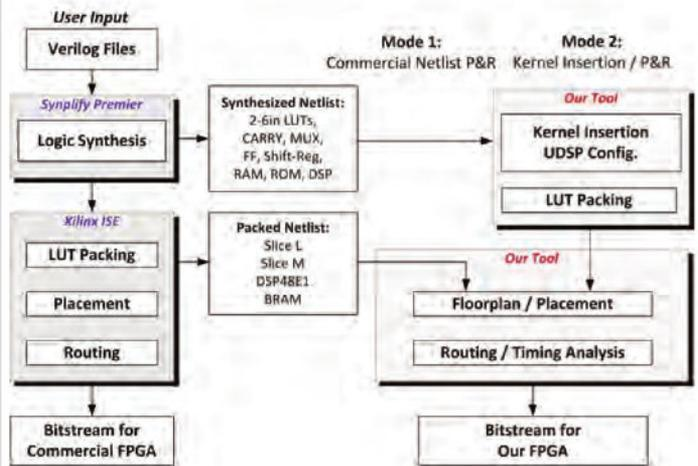 User Input
Verilog Files
Mode 1:
Commercial Netlist P&R
Mode 2:
Kernel Insertion / P&R
Synplify Premier
Logic Synthesis
Synthesized Netlist:
2-6in LUTs,
CARRY, MUX,
FF, Shift-Reg,
RAM, ROM, DSP
Our Tool
Kernel Insertion
UDSP Config.
LUT Packing
Xilinx ISE
LUT Packing
Placement
Routing
Packed Netlist:
Slice L
Slice M
DSP48E1
BRAM
Our Tool
Floorplan / Placement
Routing / Timing Analysis
Bitstream for
Commercial FPGA
Bitstream for
Our FPGA